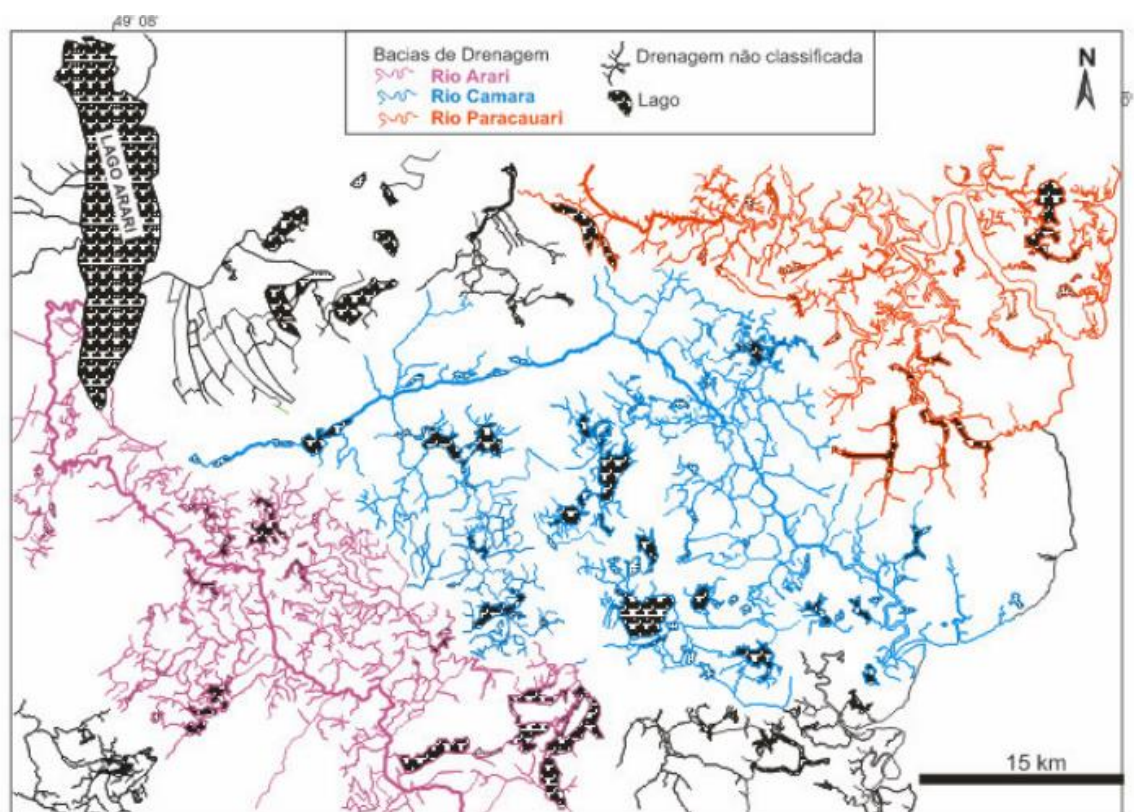 49° 08'
Bacias de Drenagem
Rio Arari
Rio Camara
Rio Paracauari
Drenagem não classificada
Lago
N
LAGO ARARI
15 km